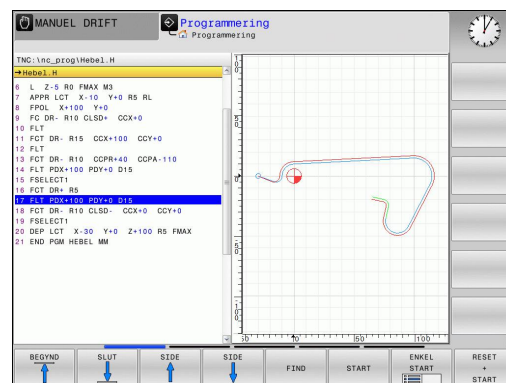 MANUEL DRIFT
Programmering
Programmering
TNC:\nc_prog\Hebel.H
→Hebel.H
6 L Z-5 R0 FMAX M3
7 APPR LCT X-10 Y+0 R5 RL
8 FPOL X+100 Y+0
9 FC DR- R10 CLSD+ CCX+0
10 FLT
11 FCT DR- R15 CCX+100 CCY+0
12 FLT
13 FCT DR- R10 CCPR+40 CCPA-110
14 FLT PDX+100 PDY+0 D15
15 FSELECT1
16 FCT DR+ R5
17 FLT PDX+100 PDY+0 D15
18 FCT DR- R10 CLSD- CCX+0 CCY+0
19 FSELECT1
20 DEP LCT X-30 Y+0 Z+100 R5 FMAX
21 END PGM HEBEL MM
0
50
100
BEGYND
SLUT
SIDE
SIDE
FIND
START
ENKEL
START
RESET
+
START